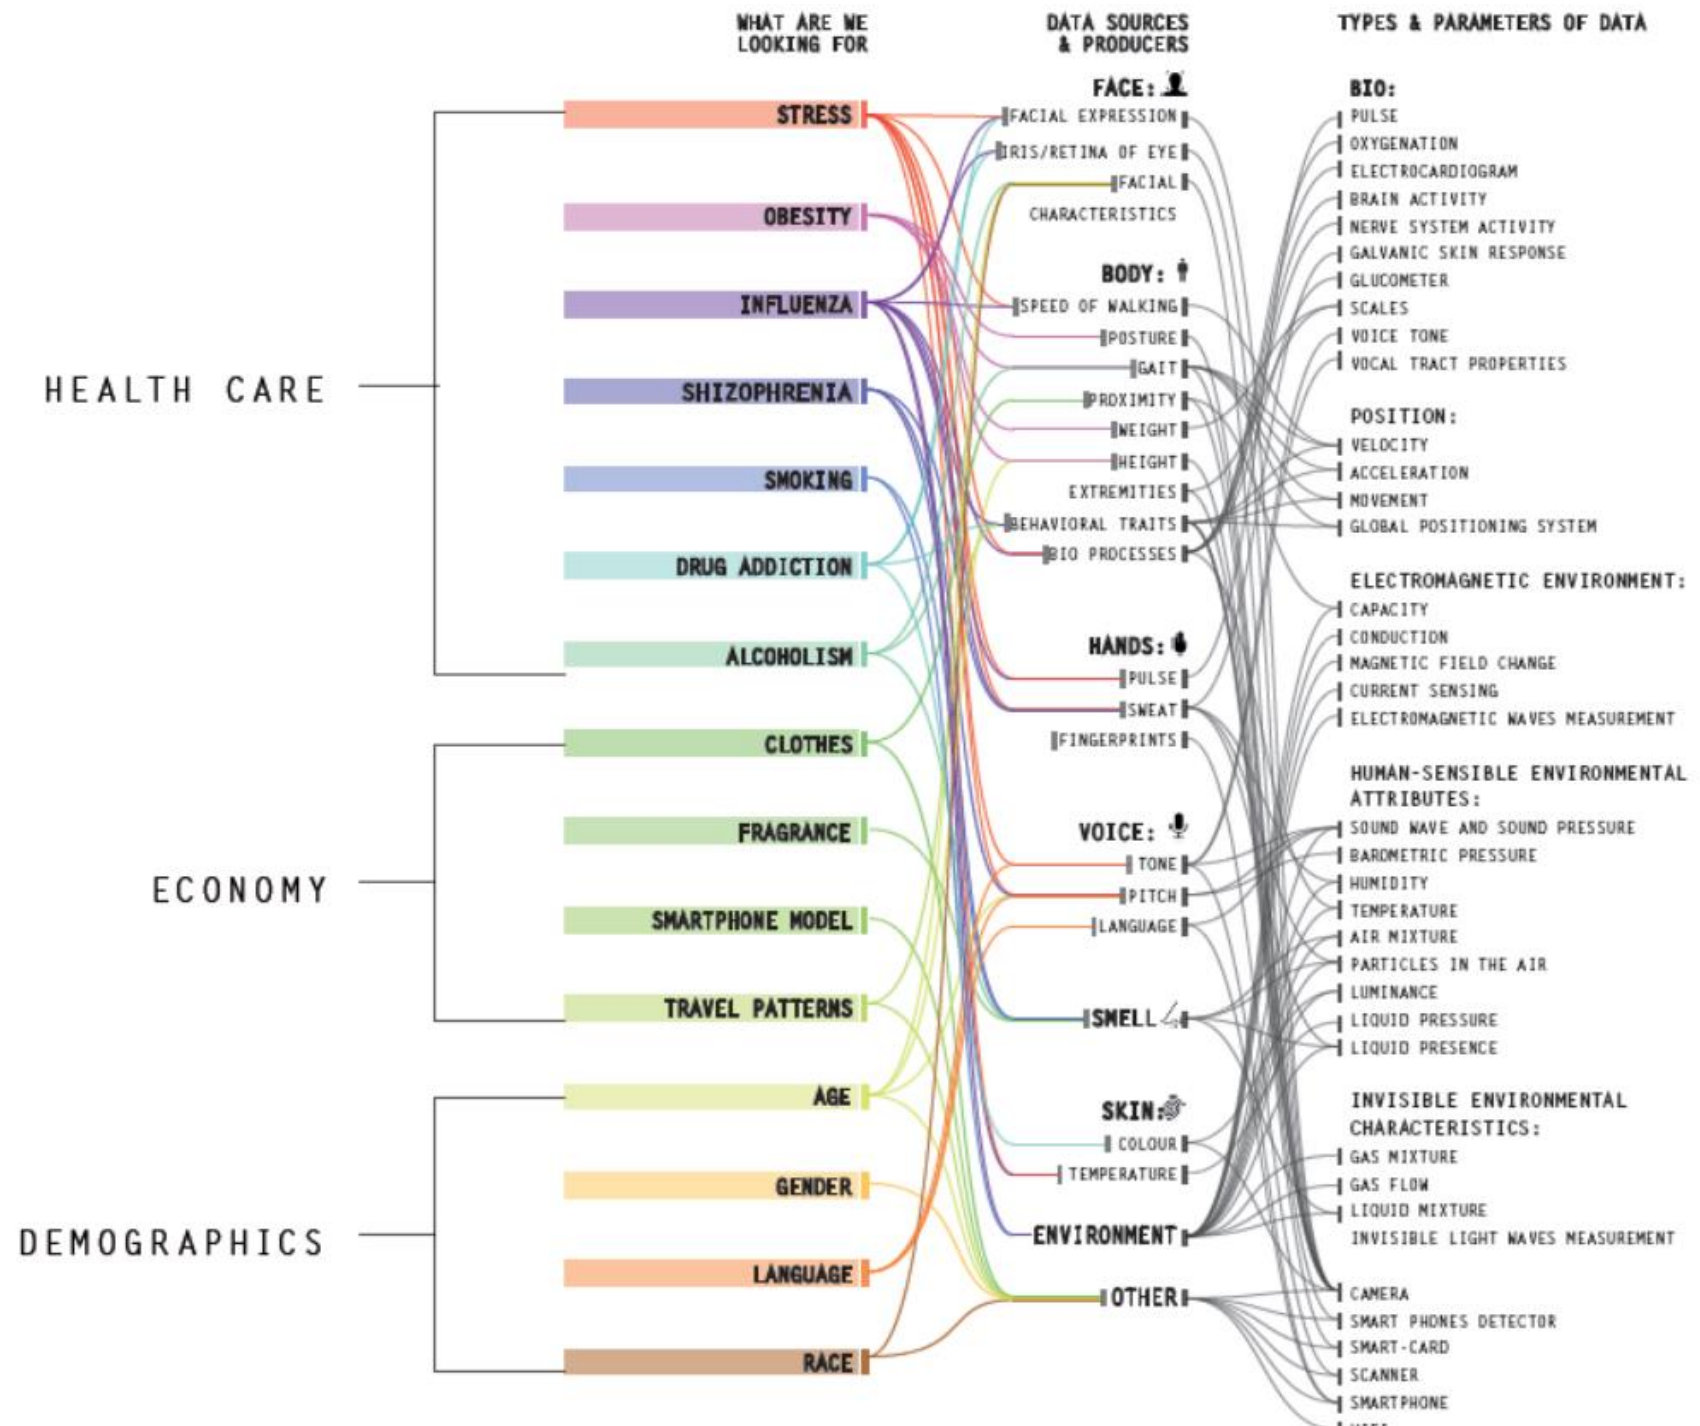 WHAT ARE WE
LOOKING FOR
DATA SOURCES
& PRODUCERS
TYPES & PARAMETERS OF DATA
HEALTH CARE
ECONOMY
DEMOGRAPHICS
STRESS
OBESITY
INFLUENZA
SHIZOPHRENIA
SMOKING
DRUG ADDICTION
ALCOHOLISM
CLOTHES
FRAGRANCE
SMARTPHONE MODEL
TRAVEL PATTERNS
AGE
GENDER
LANGUAGE
RACE
FACE:
FACIAL EXPRESSION
IRIS/RETINA OF EYE
FACIAL
CHARACTERISTICS
BODY:
SPEED OF WALKING
POSTURE
GAIT
PROXIMITY
WEIGHT
HEIGHT
EXTREMITIES
BEHAVIORAL TRAITS
BIO PROCESSES
HANDS:
PULSE
SWEAT
FINGERPRINTS
VOICE:
TONE
PITCH
LANGUAGE
SMELL
SKIN:
COLOUR
TEMPERATURE
ENVIRONMENT
OTHER
BIO:
PULSE
OXYGENATION
ELECTROCARDIOGRAM
BRAIN ACTIVITY
NERVE SYSTEM ACTIVITY
GALVANIC SKIN RESPONSE
GLUCOMETER
SCALES
VOICE TONE
VOCAL TRACT PROPERTIES
POSITION:
VELOCITY
ACCELERATION
MOVEMENT
GLOBAL POSITIONING SYSTEM
ELECTROMAGNETIC ENVIRONMENT:
CAPACITY
CONDUCTION
MAGNETIC FIELD CHANGE
CURRENT SENSING
ELECTROMAGNETIC WAVES MEASUREMENT
HUMAN-SENSIBLE ENVIRONMENTAL
ATTRIBUTES:
SOUND WAVE AND SOUND PRESSURE
BAROMETRIC PRESSURE
HUMIDITY
TEMPERATURE
AIR MIXTURE
PARTICLES IN THE AIR
LUMINANCE
LIQUID PRESSURE
LIQUID PRESENCE
INVISIBLE ENVIRONMENTAL
CHARACTERISTICS:
GAS MIXTURE
GAS FLOW
LIQUID MIXTURE
INVISIBLE LIGHT WAVES MEASUREMENT
CAMERA
SMART PHONES DETECTOR
SMART-CARD
SCANNER
SMARTPHONE